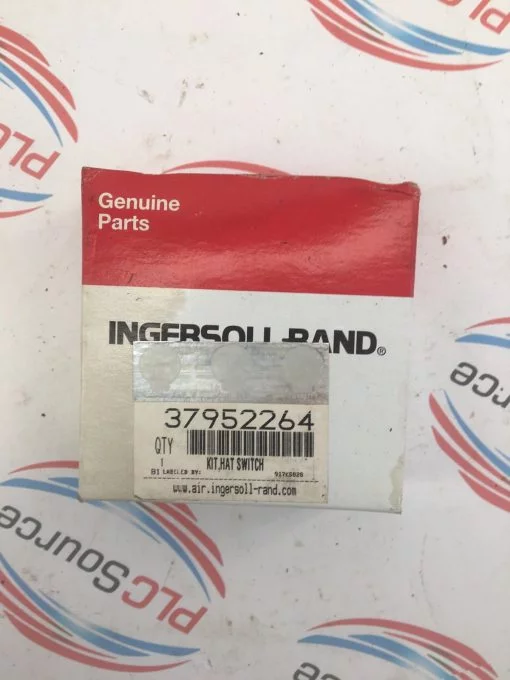 Genuine
Parts
INGERSOLL-RAND®
37952264
QTY
1
KIT,HAT SWITCH
B1 LABELED BY:
www.air.ingersoll-rand.com
PLCSource
PLCSource